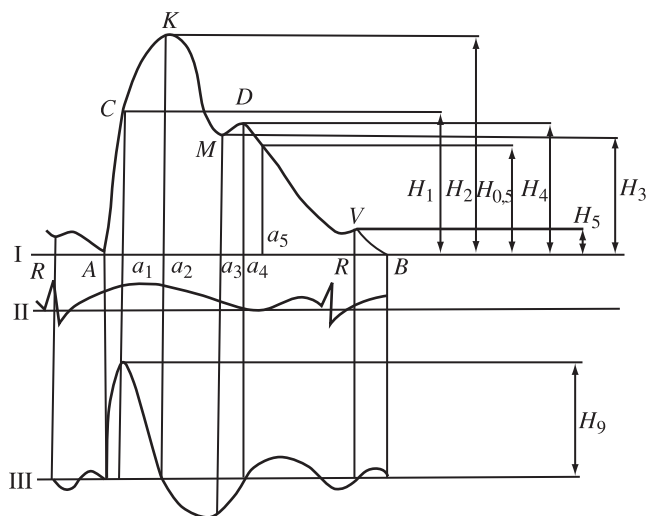 K
C
D
M
H₁ H₂ H₀,₅ H₄ H₃
V
H₅
a₅
I
R A a₁ a₂ a₃ a₄ R B
II
H₉
III